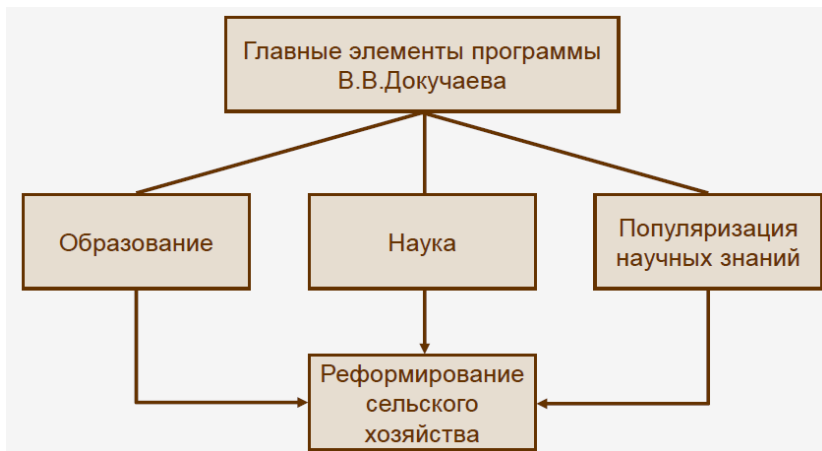 Главные элементы программы
В.В.Докучаева
Образование
Наука
Популяризация
научных знаний
Реформирование
сельского
хозяйства